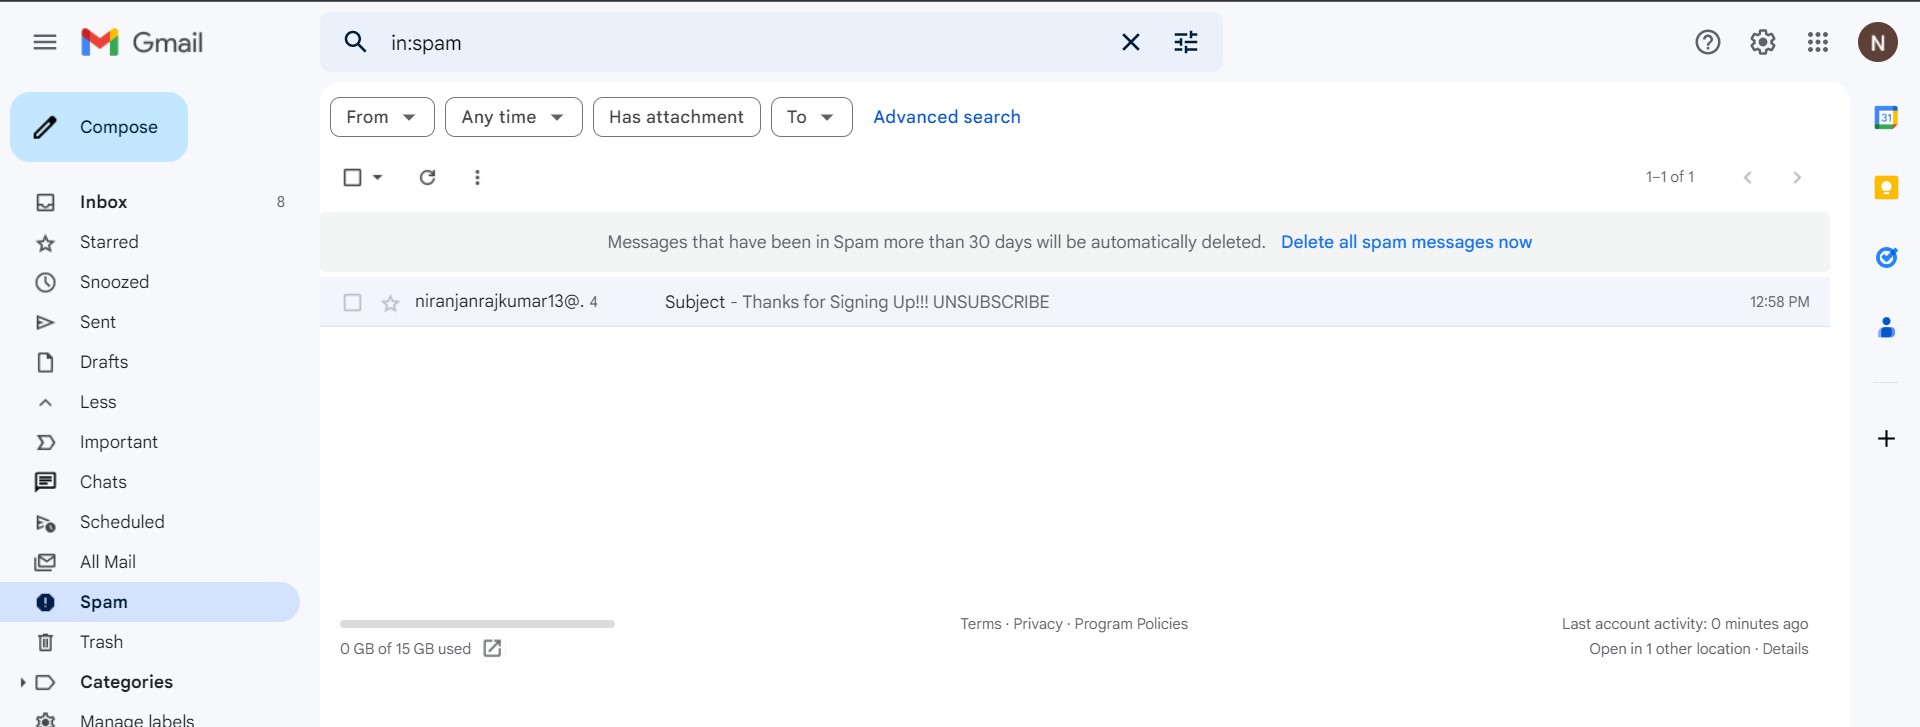 Gmail
in:spam
N
Compose
From
Any time
Has attachment
To
Advanced search
31
1–1 of 1
Inbox 8
Starred
Snoozed
Sent
Drafts
Less
Important
Chats
Scheduled
All Mail
Spam
Trash
Categories
Manage labels
Messages that have been in Spam more than 30 days will be automatically deleted. Delete all spam messages now
niranjanrajkumar13@. 4 Subject - Thanks for Signing Up!!! UNSUBSCRIBE 12:58 PM
0 GB of 15 GB used
Terms · Privacy · Program Policies
Last account activity: 0 minutes ago
Open in 1 other location · Details